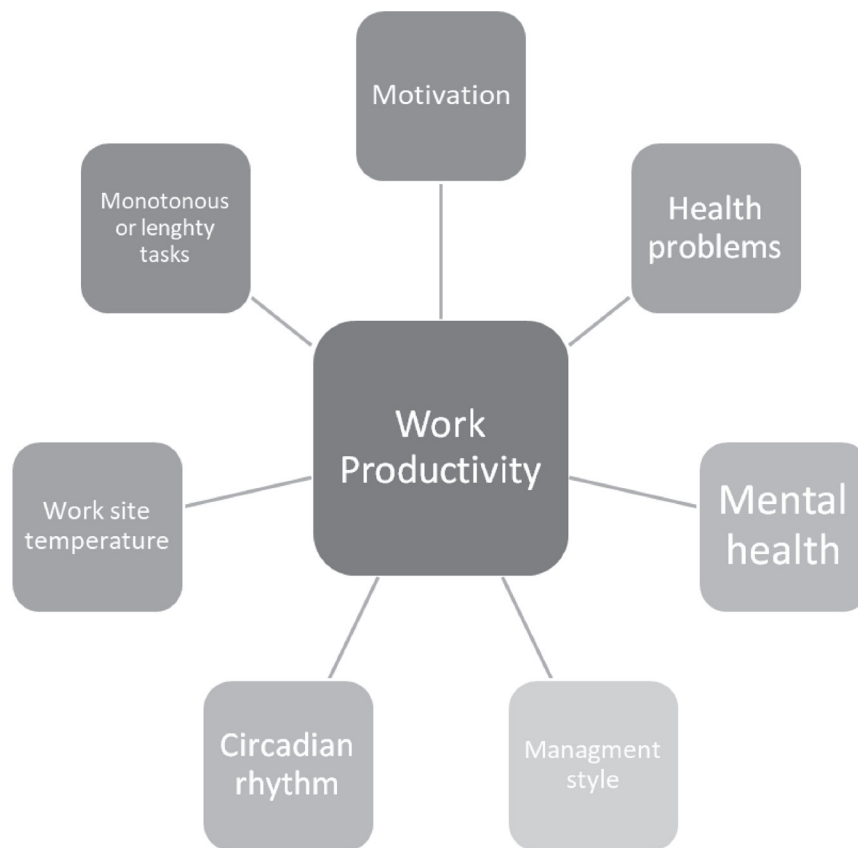 Motivation
Monotonous
or lenghty
tasks
Health
problems
Work
Productivity
Work site
temperature
Mental
health
Circadian
rhythm
Managment
style